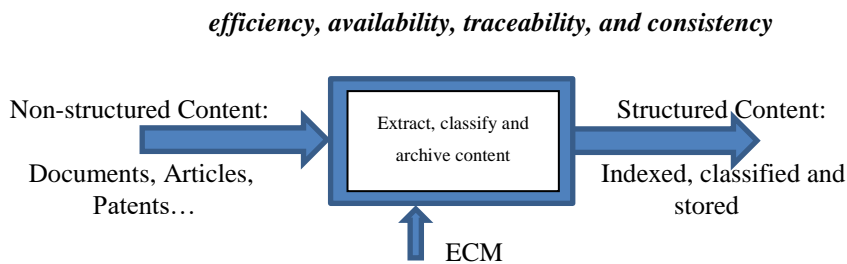 efficiency, availability, traceability, and consistency
Non-structured Content:
Documents, Articles,
Patents…
Extract, classify and
archive content
Structured Content:
Indexed, classified and
stored
ECM